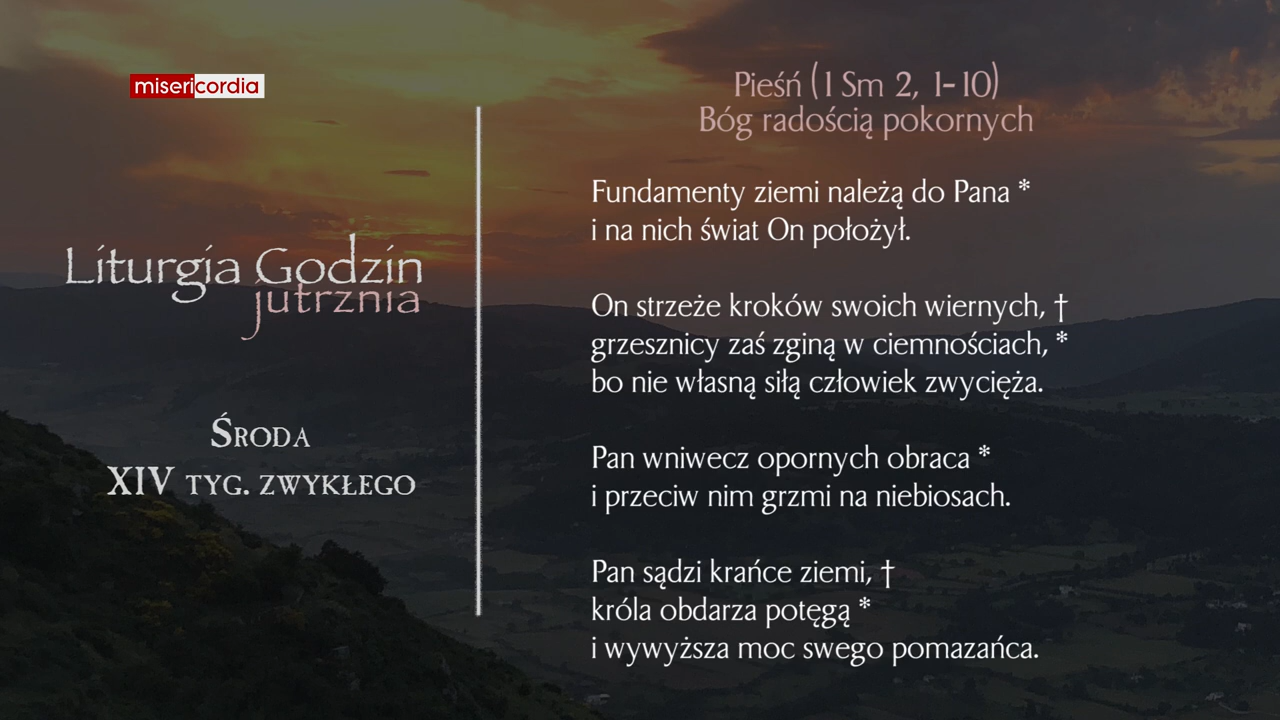 misericordia
Liturgia Godzin
jutrznia
Środa
XIV tyg. zwykłego
Pieśń (1 Sm 2, 1-10)
Bóg radością pokornych
Fundamenty ziemi należą do Pana *
i na nich świat On położył.
On strzeże kroków swoich wiernych, †
grzesznicy zaś zginą w ciemnościach, *
bo nie własną siłą człowiek zwycięża.
Pan wniwecz opornych obraca *
i przeciw nim grzmi na niebiosach.
Pan sądzi krańce ziemi, †
króla obdarza potęgą *
i wywyższa moc swego pomazańca.